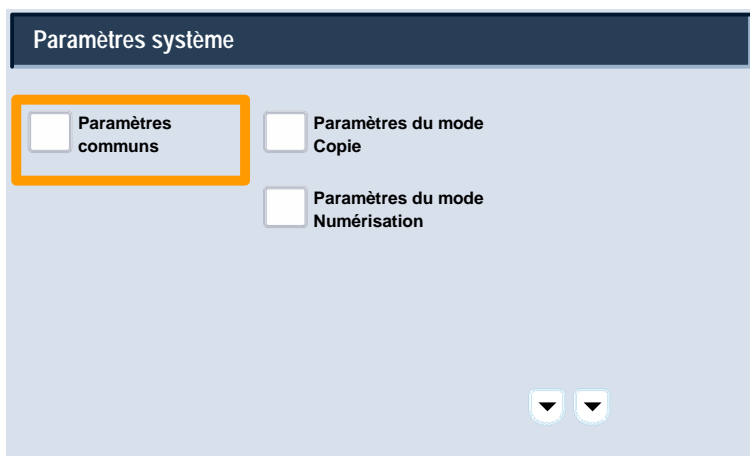 Paramètres système
Paramètres
communs
Paramètres du mode
Copie
Paramètres du mode
Numérisation